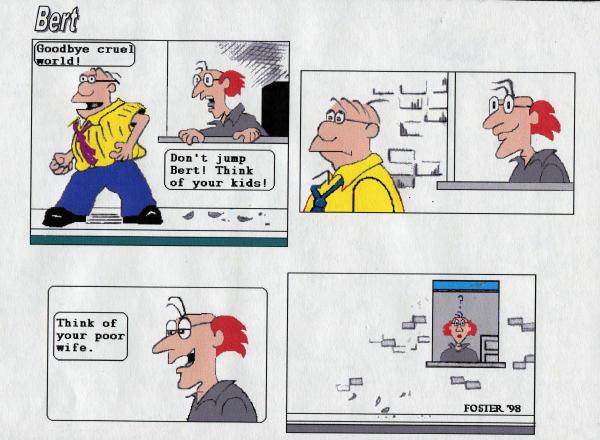 Bert
Goodbye cruel
world!
Don't jump
Bert! Think
of your kids!
Think of
your poor
wife.
?
FOSTER '98